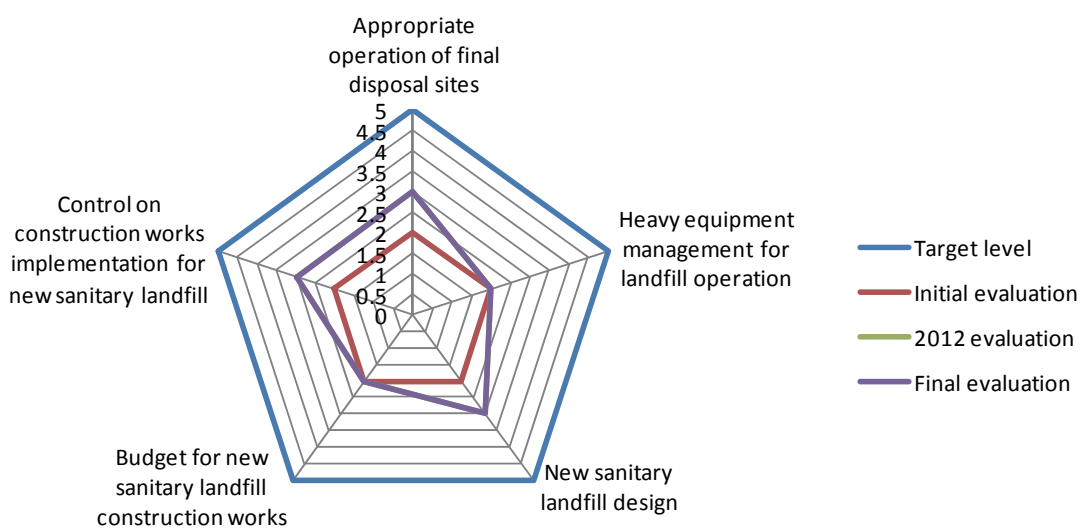 Appropriate
operation of final
disposal sites
5
4.5
4
3.5
3
2.5
2
1.5
1
0.5
0
Heavy equipment
management for
landfill operation
New sanitary
landfill design
Budget for new
sanitary landfill
construction works
Control on
construction works
implementation for
new sanitary landfill
Target level
Initial evaluation
2012 evaluation
Final evaluation